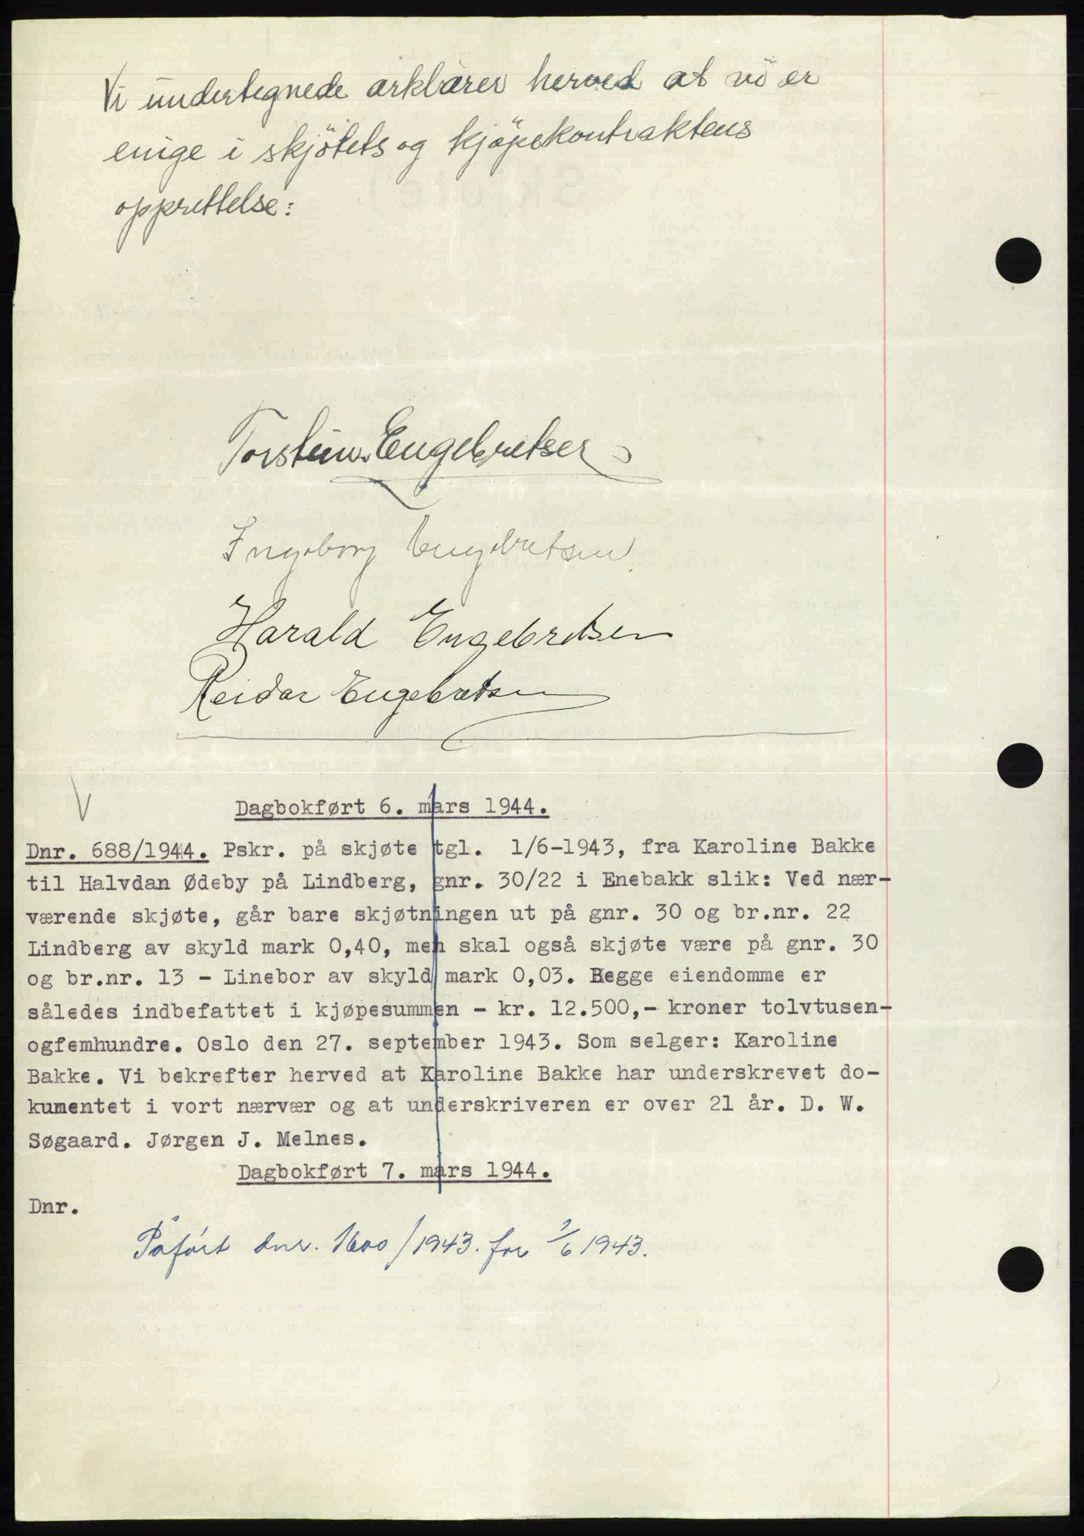 Vi undertegnede ærklærer herved at vi er
enige i skjötets og kjöpekontraktens
opprettelse:
Torstein Engebretsen
Ingeborg Engebretsen
Harald Engebretsen
Reidar Engebretsen
V
Dagbokført 6. mars 1944.
Dnr. 688/1944. Pskr. på skjøte tgl. 1/6-1943, fra Karoline Bakke
til Halvdan Ødeby på Lindberg, gnr. 30/22 i Enebakk slik: Ved nær-
værende skjøte, går bare skjøtningen ut på gnr. 30 og br.nr. 22
Lindberg av skyld mark 0,40, men skal også skjøte være på gnr. 30
og br.nr. 13 - Linebor av skyld mark 0,03. Begge eiendomme er
således indbefattet i kjøpesummen - kr. 12.500,- kroner tolvtusen-
ogfemhundre. Oslo den 27. september 1943. Som selger: Karoline
Bakke. Vi bekrefter herved at Karoline Bakke har underskrevet do-
kumentet i vort nærvær og at underskriveren er over 21 år. D. W.
Søgaard. Jørgen J. Melnes.
Dagbokført 7. mars 1944.
Dnr.
Påført dnr. 1600/1943. for 1/6 1943.